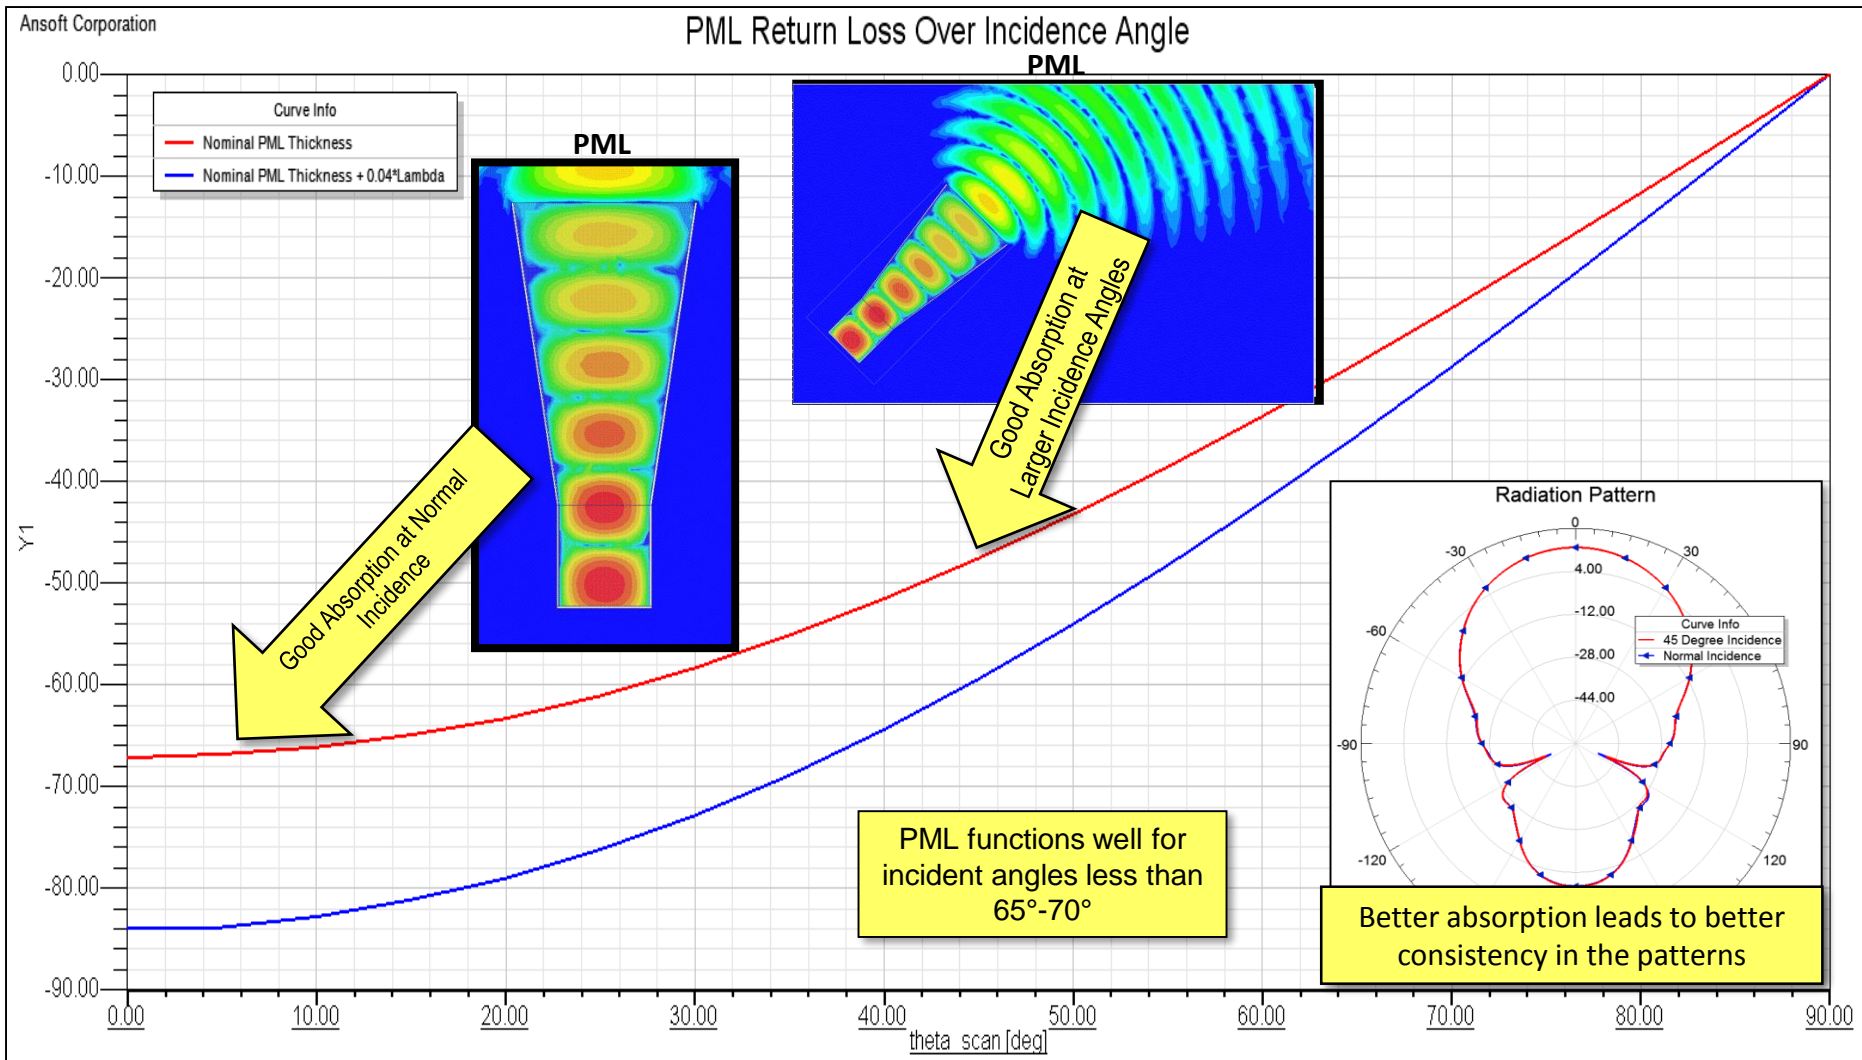 Ansoft Corporation
PML Return Loss Over Incidence Angle
PML
PML
Curve Info
Nominal PML Thickness
Nominal PML Thickness + 0.04*Lambda
0.00
-10.00
-20.00
-30.00
-40.00
-50.00
-60.00
-70.00
-80.00
-90.00
Y1
Good Absorption at Normal
Incidence
Good Absorption at
Larger Incidence Angles
PML functions well for
incident angles less than
65°-70°
Radiation Pattern
0
-30
30
-60
-90
90
-120
120
4.00
-12.00
-28.00
-44.00
Curve Info
45 Degree Incidence
Normal Incidence
Better absorption leads to better
consistency in the patterns
0.00
10.00
20.00
30.00
40.00
50.00
60.00
70.00
80.00
90.00
theta_scan [deg]